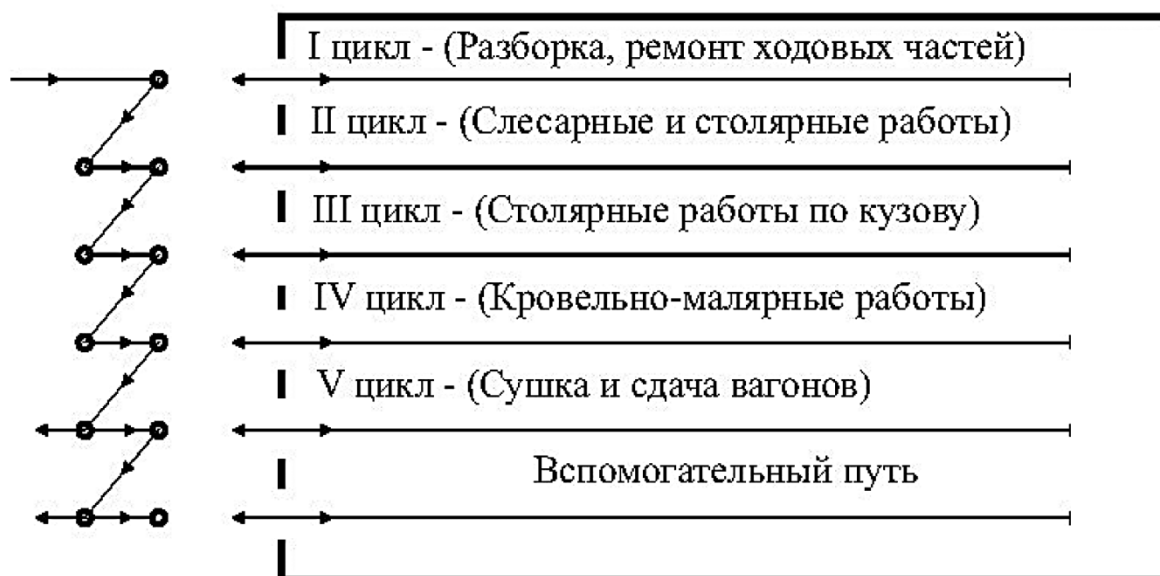 I цикл - (Разборка, ремонт ходовых частей)
II цикл - (Слесарные и столярные работы)
III цикл - (Столярные работы по кузову)
IV цикл - (Кровельно-малярные работы)
V цикл - (Сушка и сдача вагонов)
Вспомогательный путь